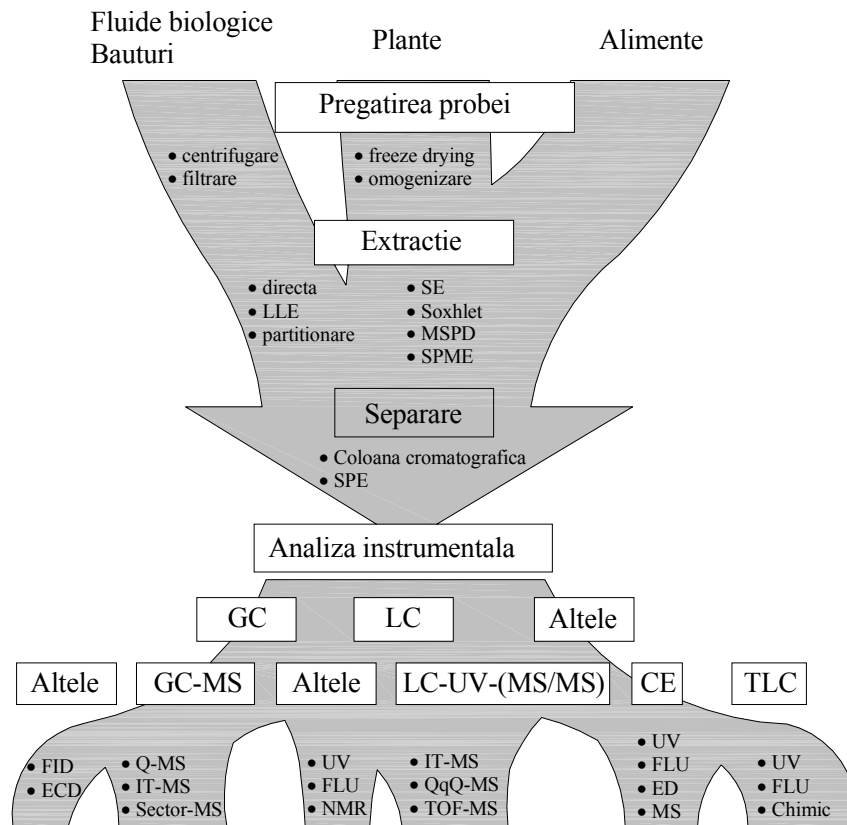 Fluide biologice
Bauturi
Plante
Alimente
Pregatirea probei
• centrifugare
• filtrare
• freeze drying
• omogenizare
Extractie
• directa
• LLE
• partitionare
• SE
• Soxhlet
• MSPD
• SPME
Separare
• Coloana cromatografica
• SPE
Analiza instrumentala
GC
LC
Altele
Altele
GC-MS
Altele
LC-UV-(MS/MS)
CE
TLC
• FID
• ECD
• Q-MS
• IT-MS
• Sector-MS
• UV
• FLU
• NMR
• IT-MS
• QqQ-MS
• TOF-MS
• UV
• FLU
• ED
• MS
• UV
• FLU
• Chimic